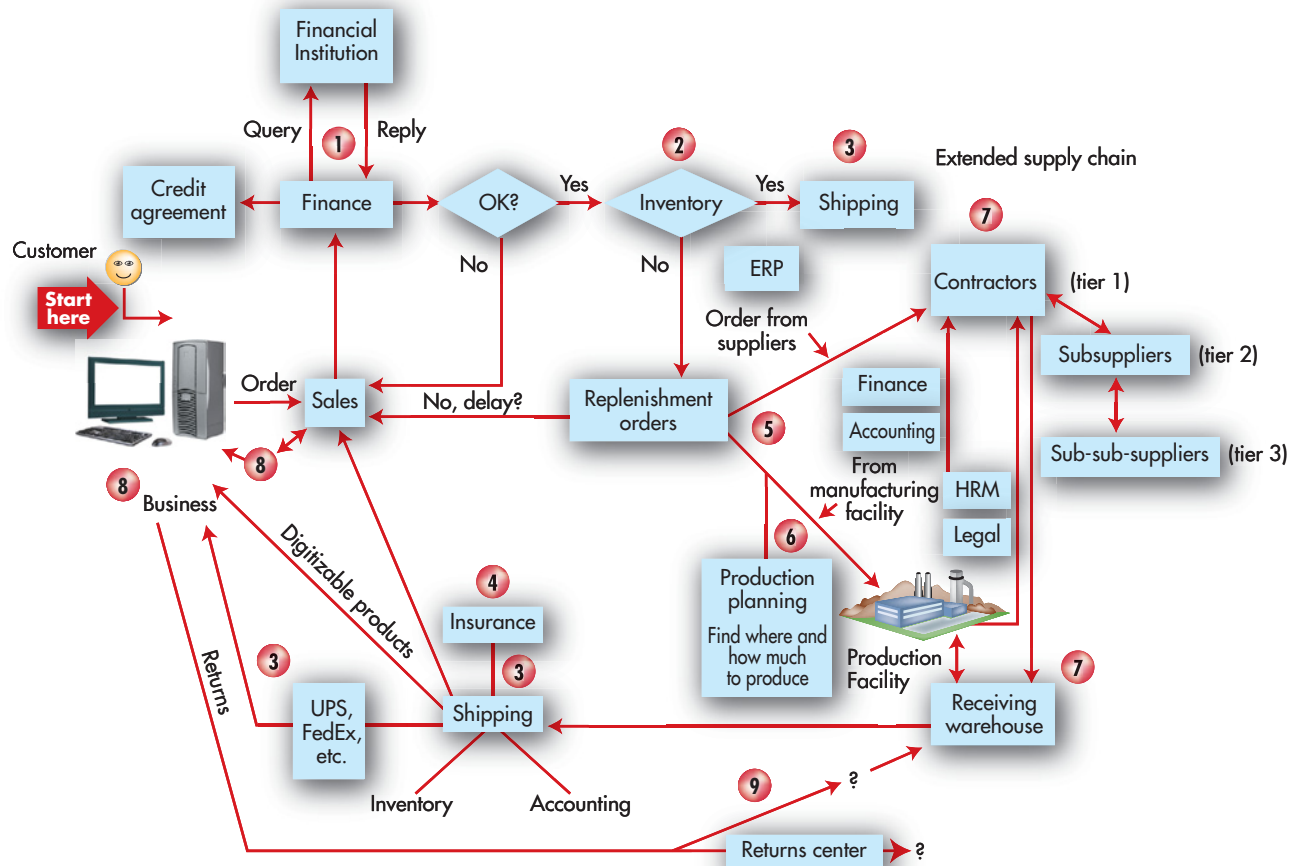 Financial
Institution
Query
1
Reply
2
3
Extended supply chain
Credit
agreement
Finance
OK?
Yes
Inventory
Yes
Shipping
7
Customer
No
No
ERP
Contractors
(tier 1)
Start
here
Order from
suppliers
Subsuppliers
(tier 2)
Order
Sales
No, delay?
Replenishment
orders
Finance
5
Accounting
Sub-sub-suppliers
(tier 3)
8
8
Business
From
manufacturing
facility
HRM
Legal
6
Digitizable products
Production
planning
Find where and
how much
to produce
4
Insurance
Returns
3
3
Production
Facility
7
UPS,
FedEx,
etc.
Shipping
Receiving
warehouse
Inventory
Accounting
9
?
Returns center
?